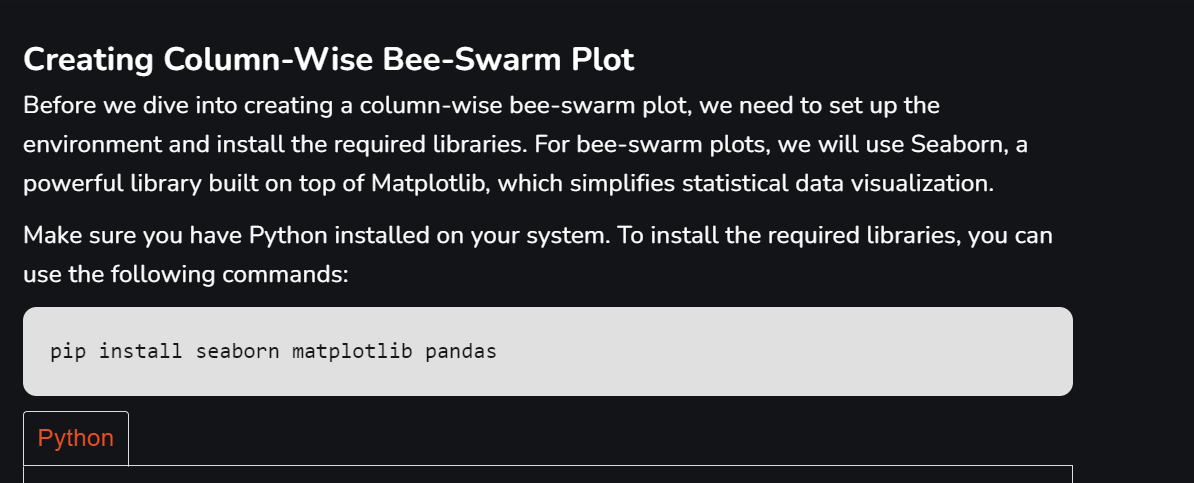 Creating Column-Wise Bee-Swarm Plot
Before we dive into creating a column-wise bee-swarm plot, we need to set up the
environment and install the required libraries. For bee-swarm plots, we will use Seaborn, a
powerful library built on top of Matplotlib, which simplifies statistical data visualization.
Make sure you have Python installed on your system. To install the required libraries, you can
use the following commands:
pip install seaborn matplotlib pandas
Python